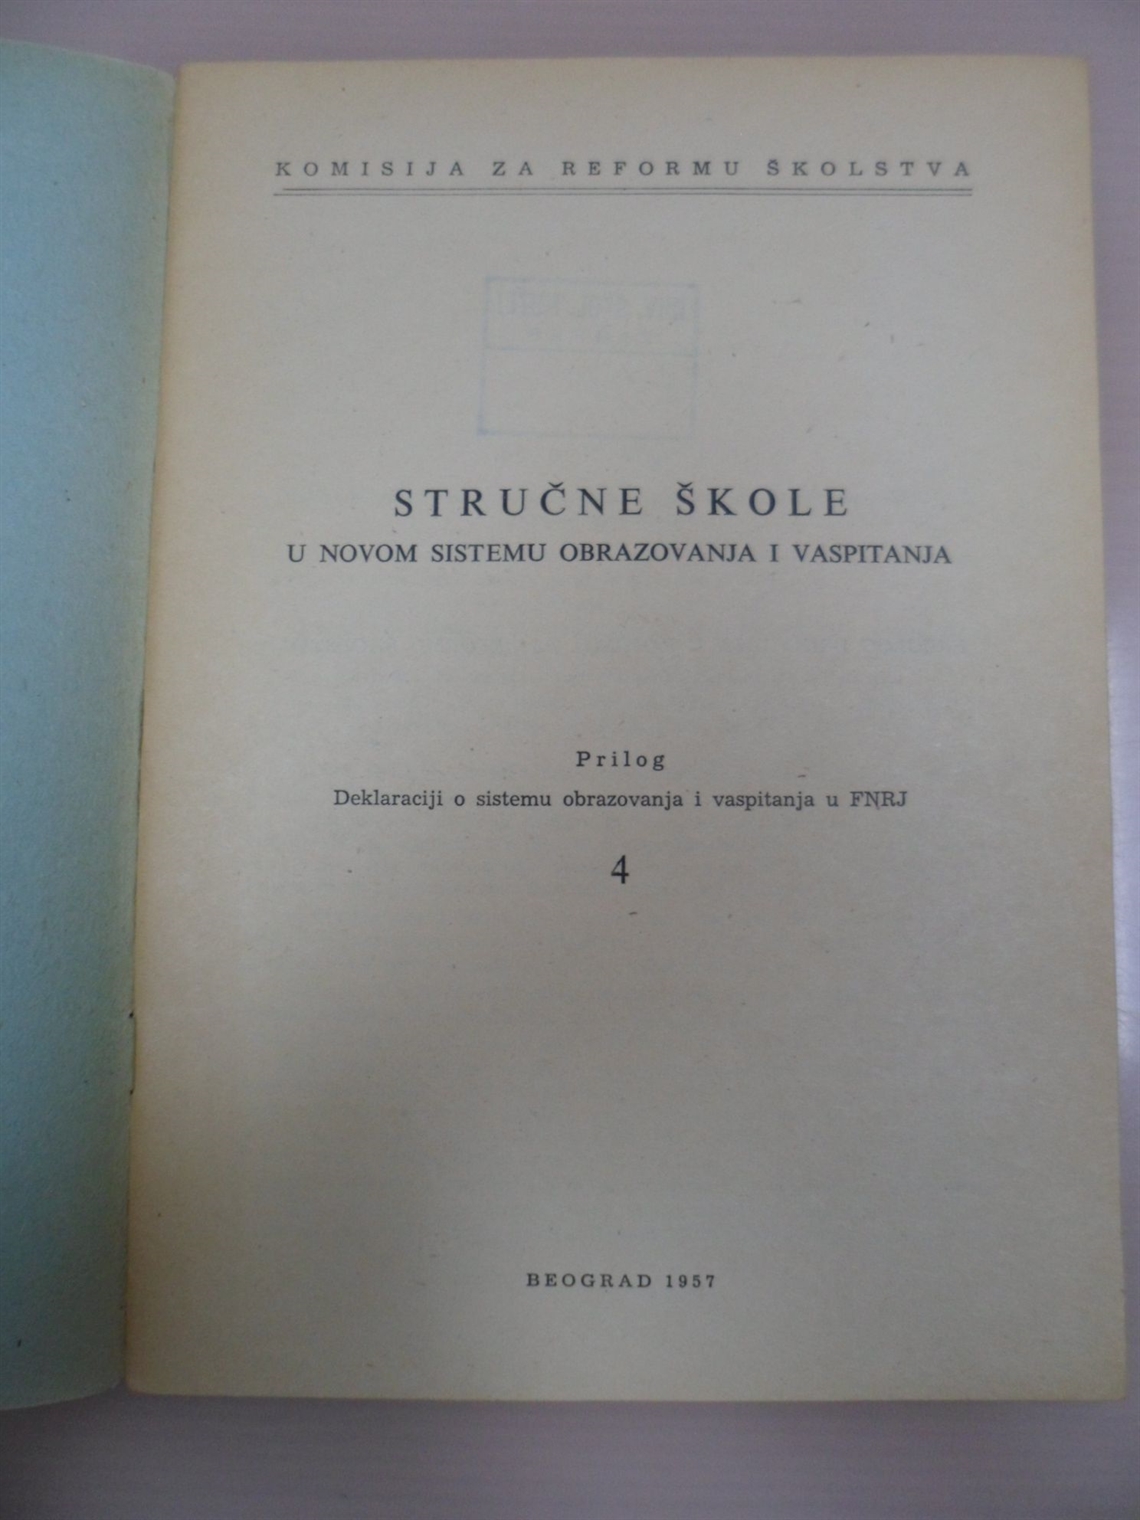 KOMISIJA ZA REFORMU ŠKOLSTVA
STRUČNE ŠKOLE
U NOVOM SISTEMU OBRAZOVANJA I VASPITANJA
Prilog
Deklaraciji o sistemu obrazovanja i vaspitanja u FNRJ
4
BEOGRAD 1957